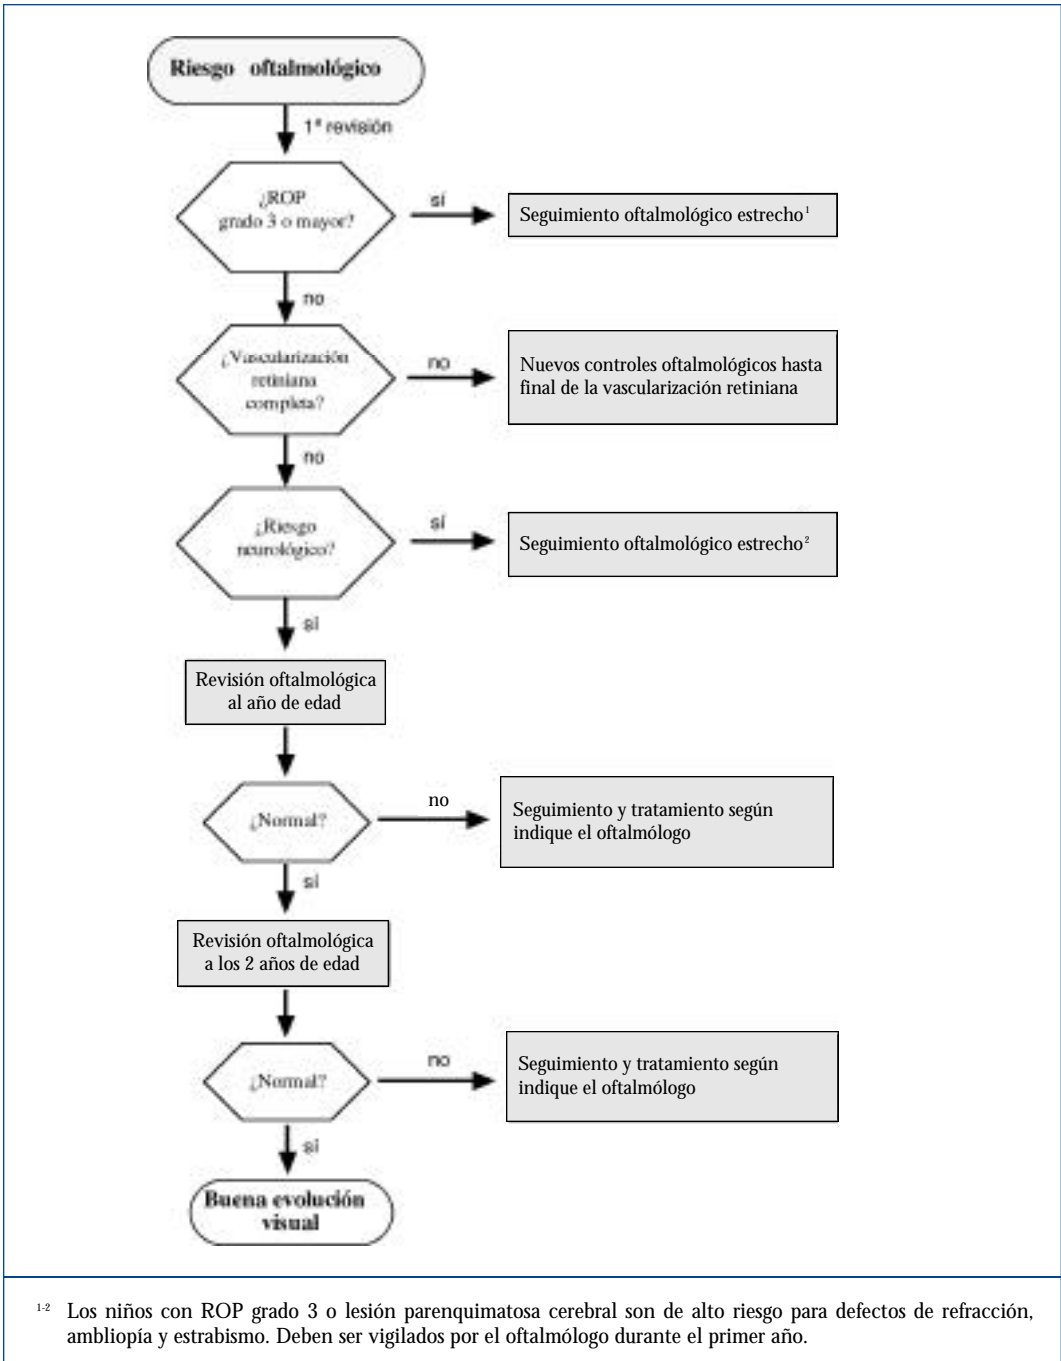 Riesgo oftalmológico
1ª revisión
¿ROP
grado 3 o mayor?
sí
Seguimiento oftalmológico estrecho¹
no
¿Vascularización
retiniana
completa?
no
Nuevos controles oftalmológicos hasta
final de la vascularización retiniana
no
¿Riesgo
neurológico?
sí
Seguimiento oftalmológico estrecho²
sí
Revisión oftalmológica
al año de edad
¿Normal?
no
Seguimiento y tratamiento según
indique el oftalmólogo
sí
Revisión oftalmológica
a los 2 años de edad
¿Normal?
no
Seguimiento y tratamiento según
indique el oftalmólogo
sí
Buena evolución
visual
1-2 Los niños con ROP grado 3 o lesión parenquimatosa cerebral son de alto riesgo para defectos de refracción,
ambliopía y estrabismo. Deben ser vigilados por el oftalmólogo durante el primer año.